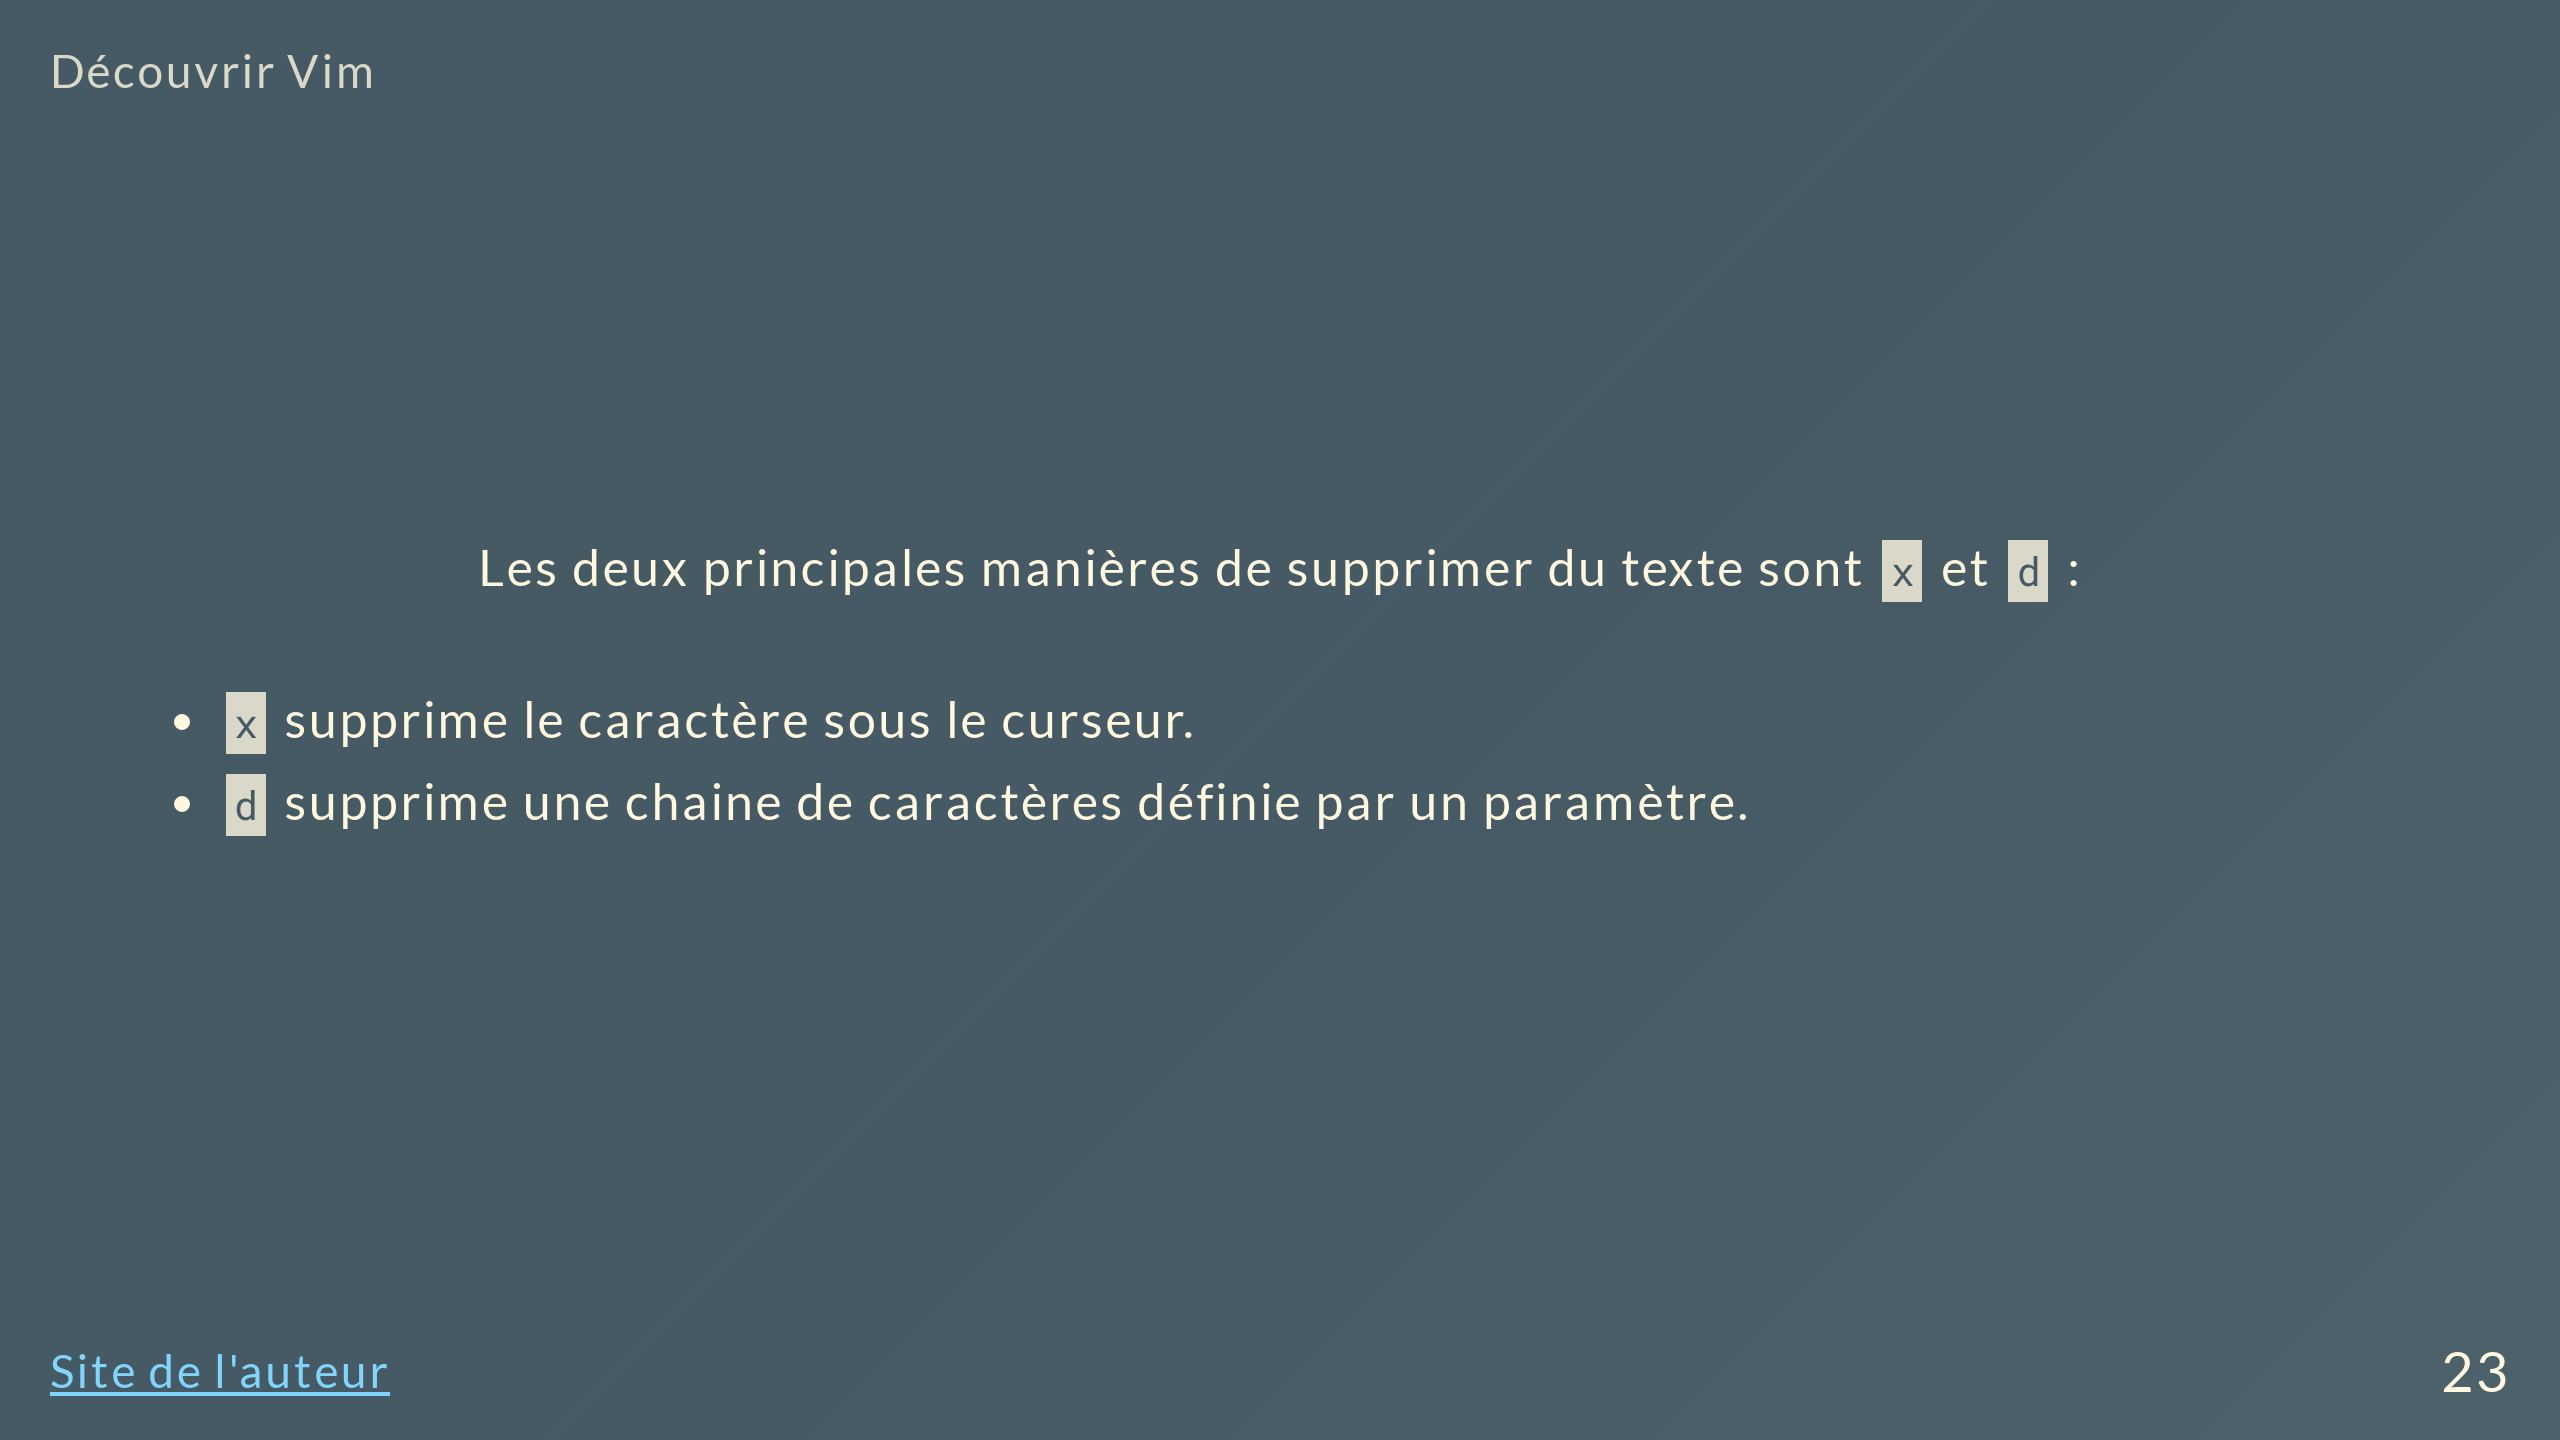 Découvrir Vim
Les deux principales manières de supprimer du texte sont x et d :
• x supprime le caractère sous le curseur.
• d supprime une chaine de caractères définie par un paramètre.
Site de l'auteur
23